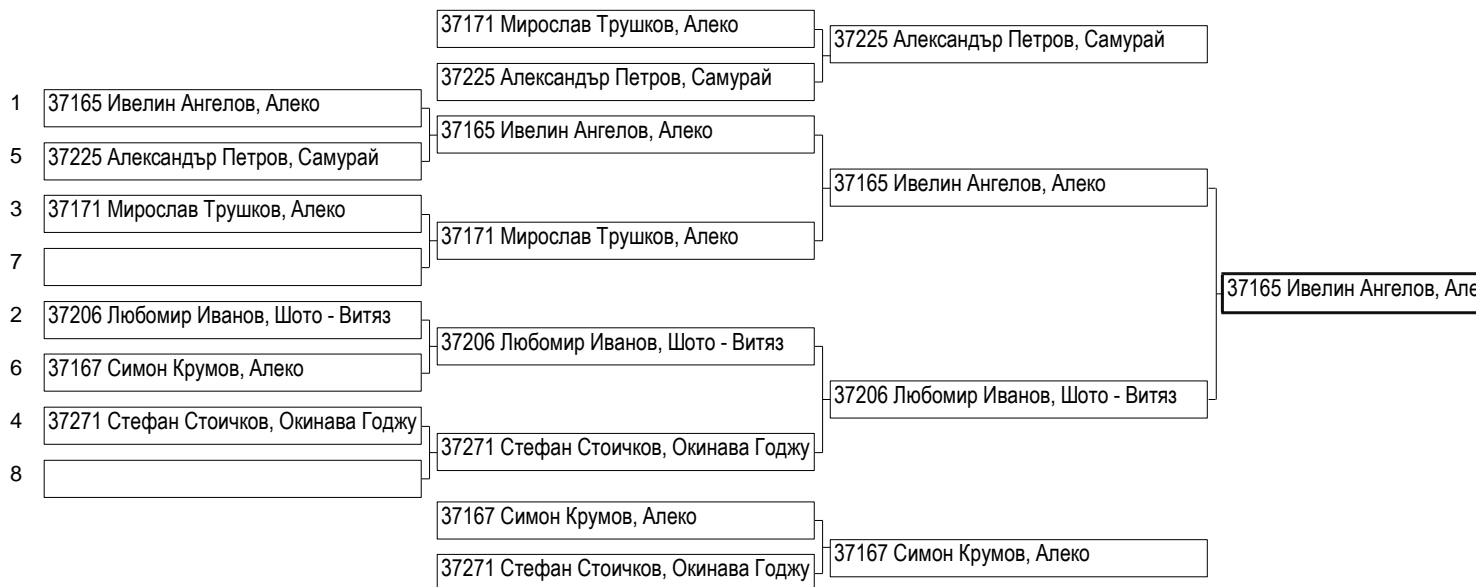 37171 Мирослав Трушков, Алеко
37225 Александър Петров, Самурай
37225 Александър Петров, Самурай
1 37165 Ивелин Ангелов, Алеко
37165 Ивелин Ангелов, Алеко
5 37225 Александър Петров, Самурай
37165 Ивелин Ангелов, Алеко
3 37171 Мирослав Трушков, Алеко
37171 Мирослав Трушков, Алеко
7
37165 Ивелин Ангелов, Але
2 37206 Любомир Иванов, Шото - Витяз
37206 Любомир Иванов, Шото - Витяз
6 37167 Симон Крумов, Алеко
37206 Любомир Иванов, Шото - Витяз
4 37271 Стефан Стоичков, Окинава Годжу
37271 Стефан Стоичков, Окинава Годжу
8
37167 Симон Крумов, Алеко
37167 Симон Крумов, Алеко
37271 Стефан Стоичков, Окинава Годжу